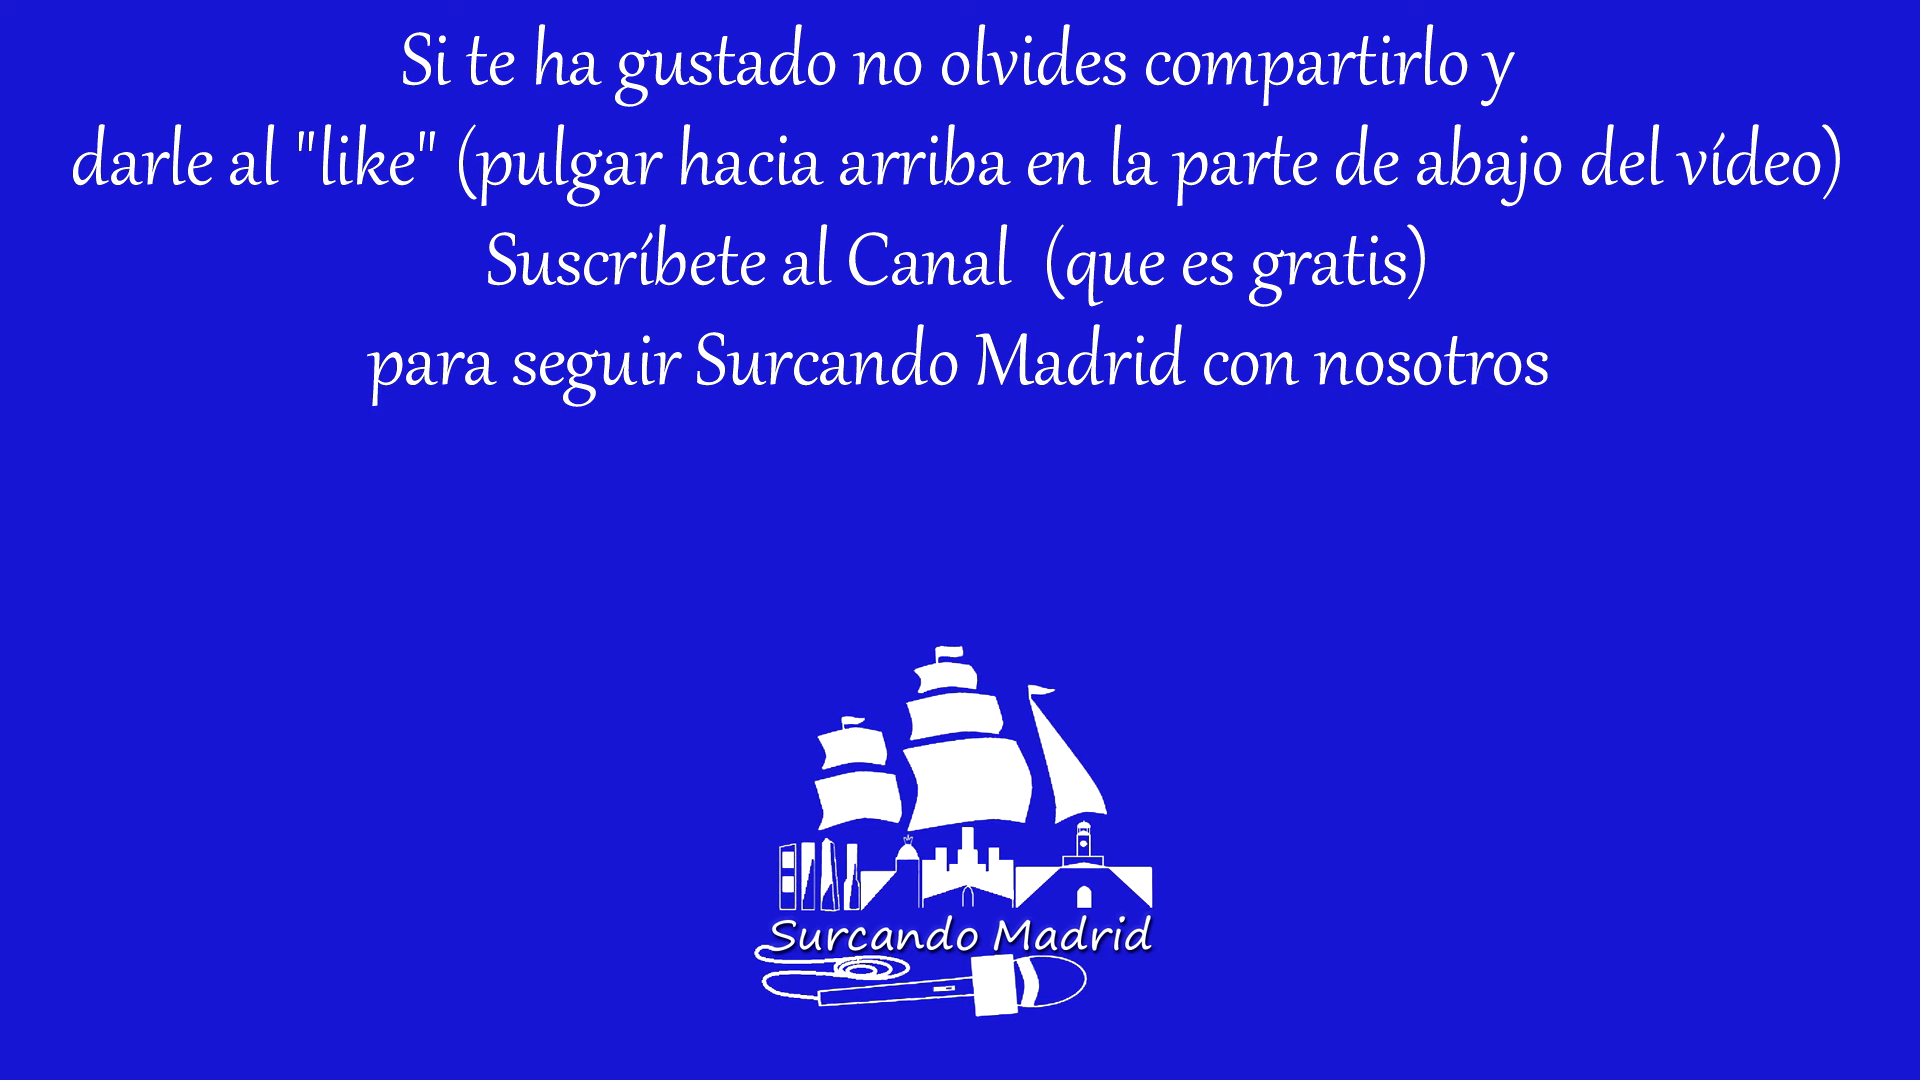 Si te ha gustado no olvides compartirlo y
darle al "like" (pulgar hacia arriba en la parte de abajo del vídeo)
Suscríbete al Canal  (que es gratis)
para seguir Surcando Madrid con nosotros
Surcando Madrid